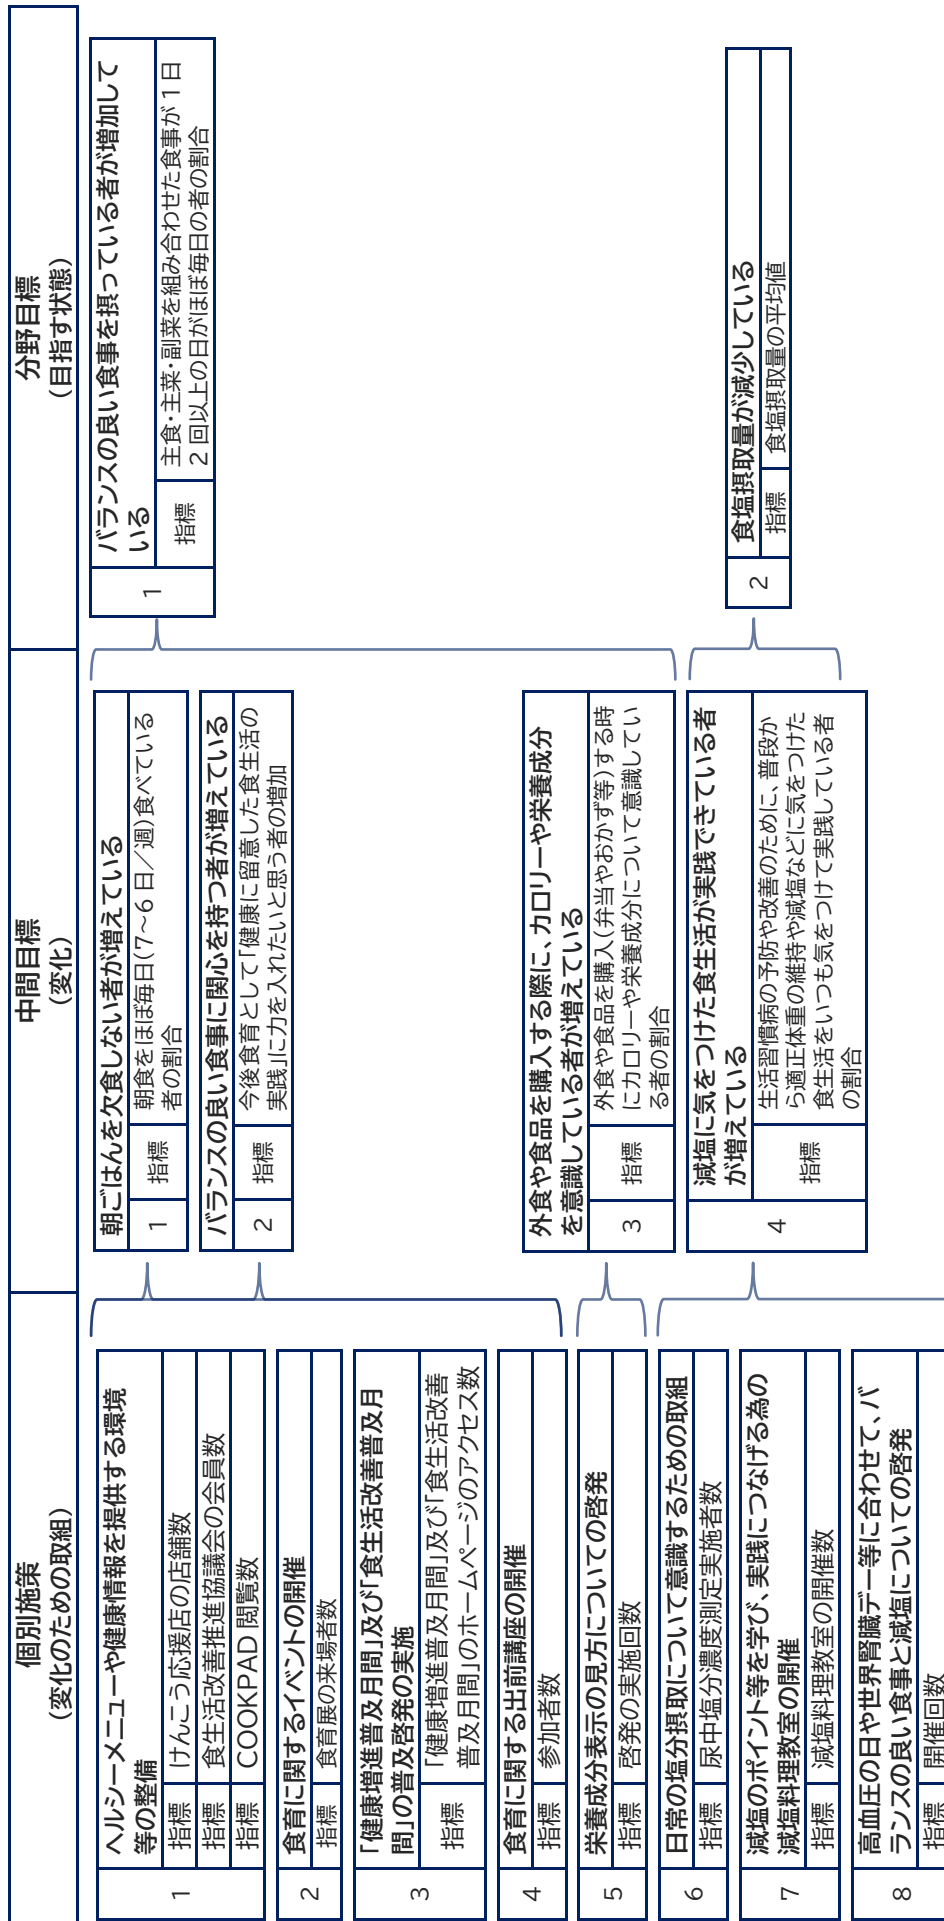 個別施策
(変化のための取組)
中間目標
(変化)
分野目標
(目指す状態)
1
ヘルシーメニューや健康情報を提供する環境
等の整備
指標
けんこう応援店の店舗数
指標
食生活改善推進協議会の会員数
指標
COOKPAD 閲覧数
2
食育に関するイベントの開催
指標
食育展の来場者数
3
「健康増進普及月間」及び「食生活改善普及月
間」の普及啓発の実施
指標
「健康増進普及月間」及び「食生活改善
普及月間」のホームページのアクセス数
4
食育に関する出前講座の開催
指標
参加者数
5
栄養成分表示の見方についての啓発
指標
啓発の実施回数
6
日常の塩分摂取について意識するための取組
指標
尿中塩分濃度測定実施者数
7
減塩のポイント等を学び、実践につなげる為の
減塩料理教室の開催
指標
減塩料理教室の開催数
8
高血圧の日や世界腎臓デー等に合わせて、バ
ランスの良い食事と減塩についての啓発
指標
開催回数
1
朝ごはんを欠食しない者が増えている
指標
朝食をほぼ毎日(7～6 日／週)食べている
者の割合
2
バランスの良い食事に関心を持つ者が増えている
指標
今後食育として「健康に留意した食生活の
実践」に力を入れたいと思う者の増加
3
外食や食品を購入する際に、カロリーや栄養成分
を意識している者が増えている
指標
外食や食品を購入(弁当やおかず等)する時
にカロリーや栄養成分について意識してい
る者の割合
4
減塩に気をつけた食生活が実践できている者
が増えている
指標
生活習慣病の予防や改善のために、普段か
ら適正体重の維持や減塩などに気をつけた
食生活をいつも気をつけて実践している者
の割合
1
バランスの良い食事を摂っている者が増加して
いる
指標
主食・主菜・副菜を組み合わせた食事が 1 日
2 回以上の日がほぼ毎日の者の割合
2
食塩摂取量が減少している
指標
食塩摂取量の平均値